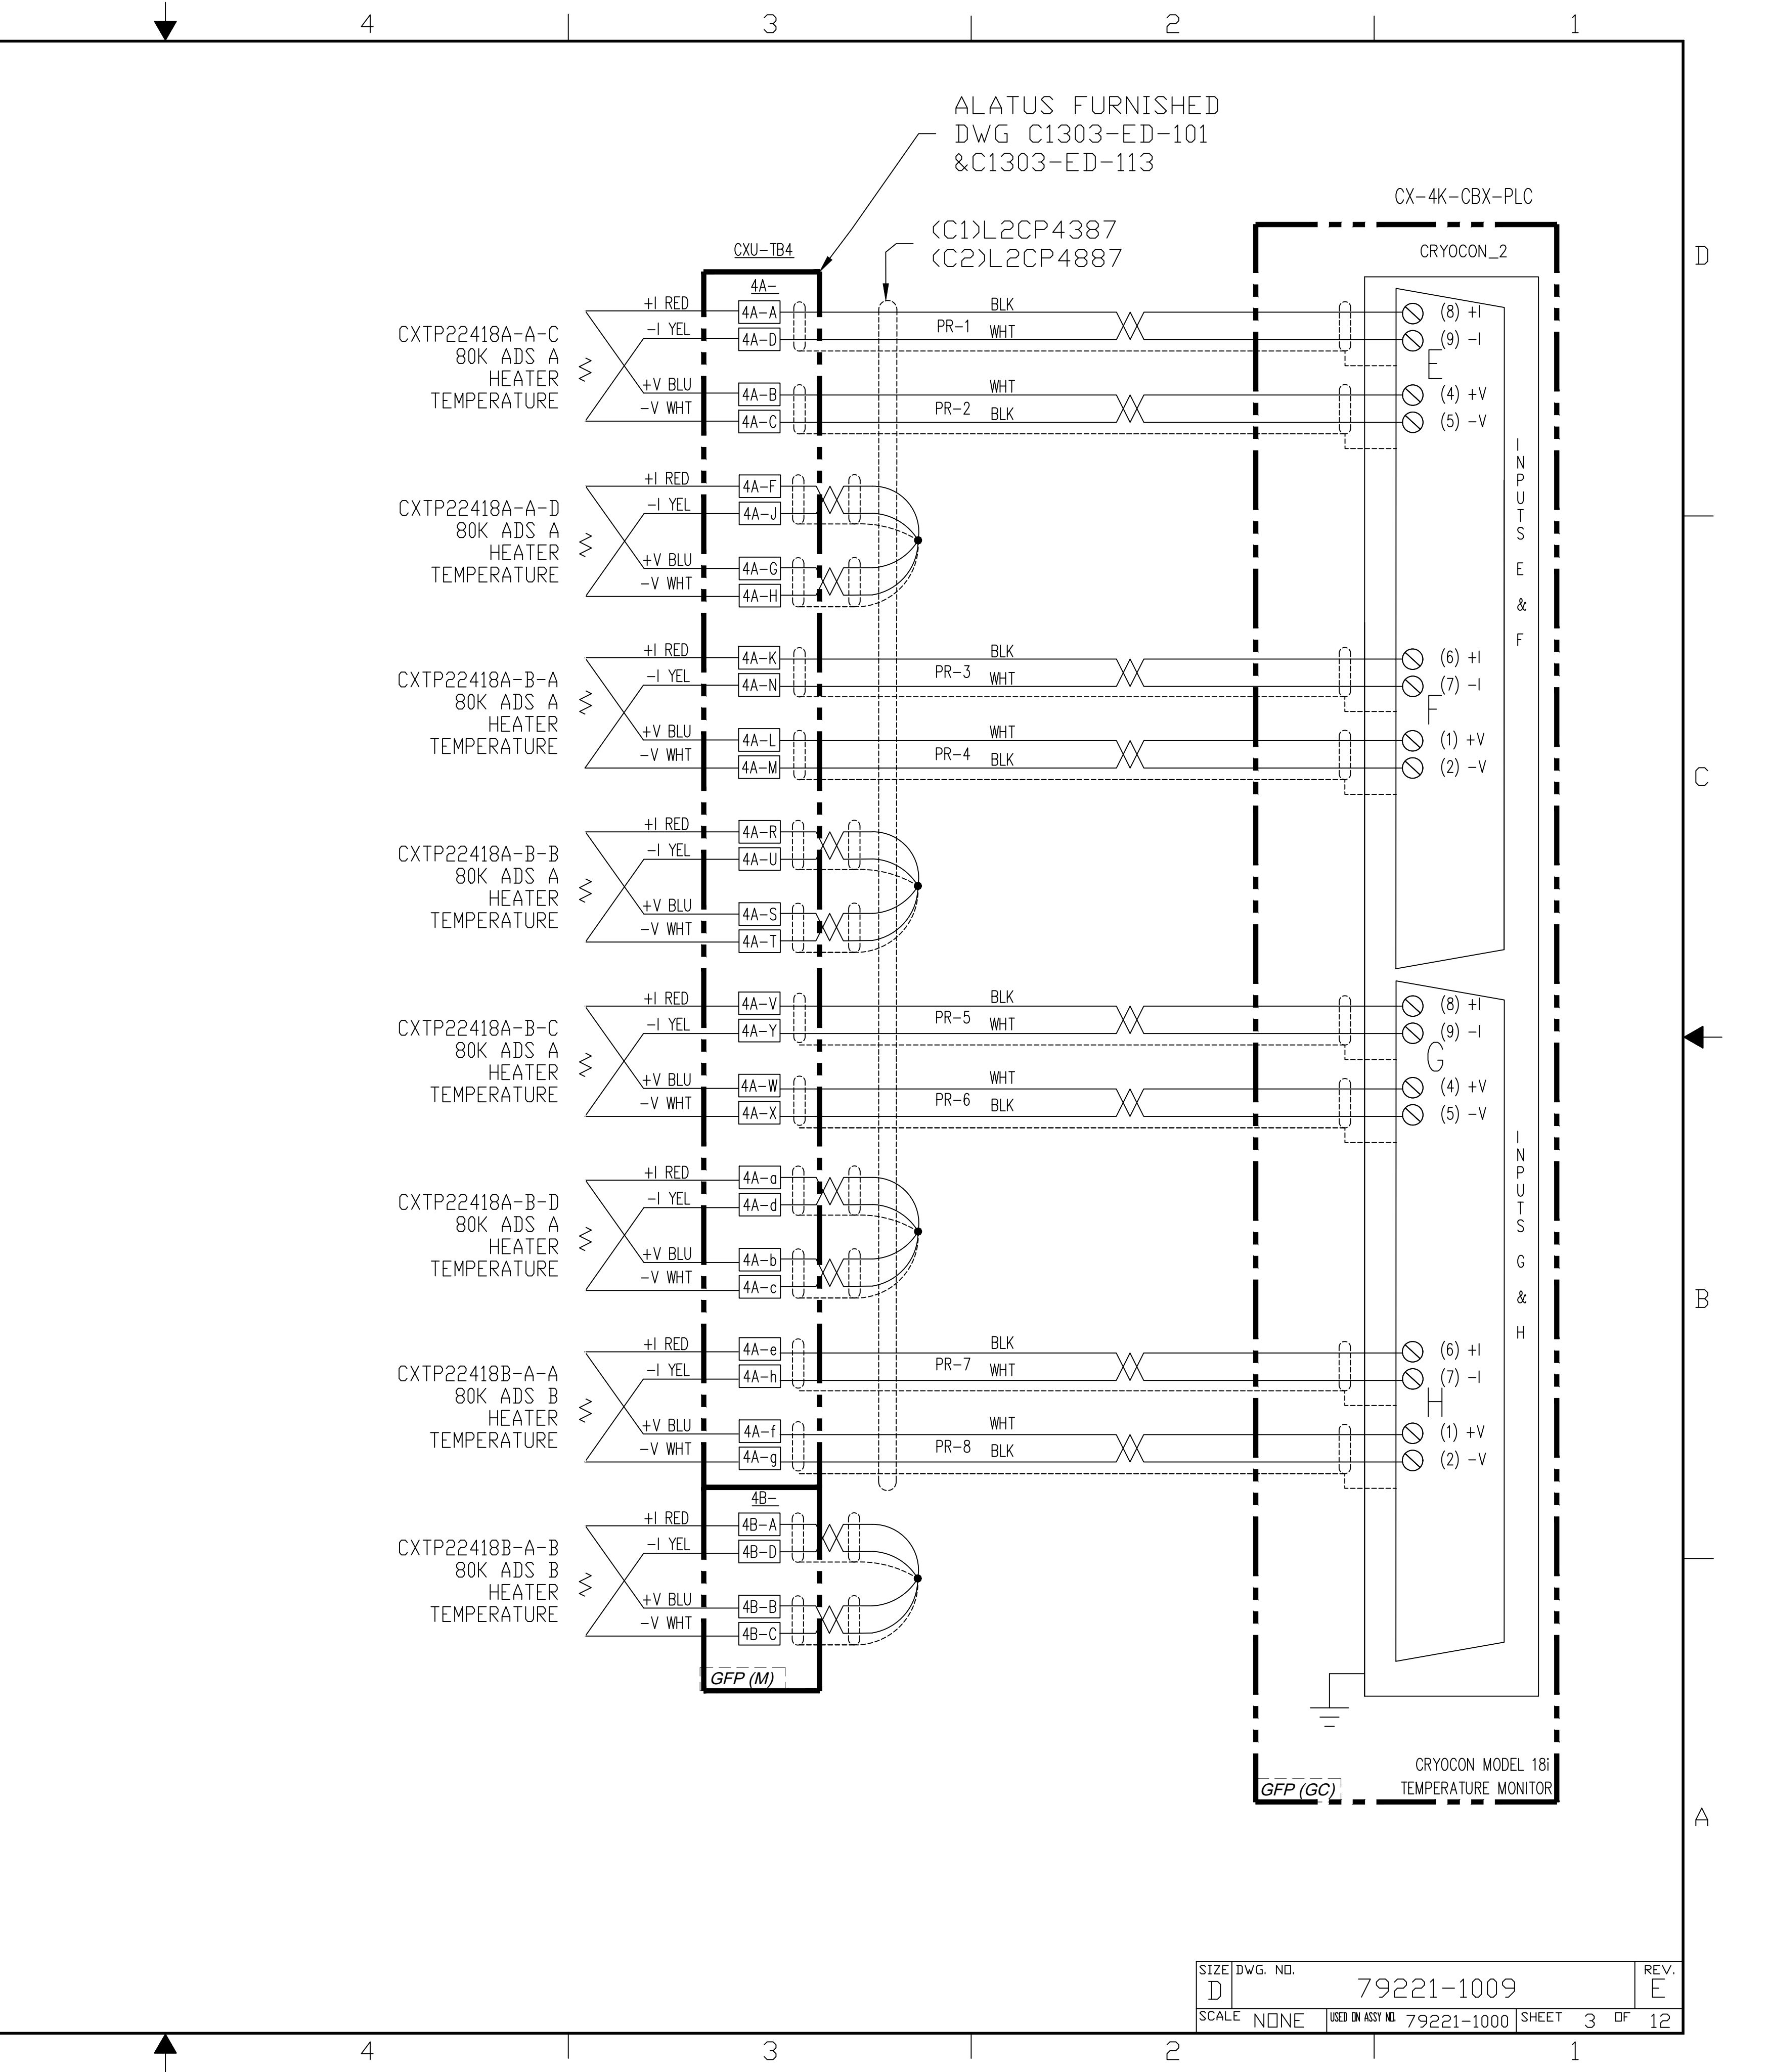 4 3 2 1
ALATUS FURNISHED
DWG C1303-ED-101
&C1303-ED-113
CX-4K-CBX-PLC
(C1)L2CP4387
(C2)L2CP4887
CXU-TB4
CRYOCON_2
D
4A-
+I RED 4A-A BLK (8) +I
-I YEL 4A-D PR-1 WHT (9) -I
CXTP22418A-A-C
80K ADS A
HEATER
TEMPERATURE
E
+V BLU 4A-B WHT (4) +V
-V WHT 4A-C PR-2 BLK (5) -V
INPUTS E & F
+I RED 4A-F
-I YEL 4A-J
CXTP22418A-A-D
80K ADS A
HEATER
TEMPERATURE
+V BLU 4A-G
-V WHT 4A-H
+I RED 4A-K BLK (6) +I
-I YEL 4A-N PR-3 WHT (7) -I
CXTP22418A-B-A
80K ADS A
HEATER
TEMPERATURE
F
+V BLU 4A-L WHT (1) +V
-V WHT 4A-M PR-4 BLK (2) -V
C
+I RED 4A-R
-I YEL 4A-U
CXTP22418A-B-B
80K ADS A
HEATER
TEMPERATURE
+V BLU 4A-S
-V WHT 4A-T
+I RED 4A-V BLK (8) +I
-I YEL 4A-Y PR-5 WHT (9) -I
CXTP22418A-B-C
80K ADS A
HEATER
TEMPERATURE
G
+V BLU 4A-W WHT (4) +V
-V WHT 4A-X PR-6 BLK (5) -V
INPUTS G & H
+I RED 4A-a
-I YEL 4A-d
CXTP22418A-B-D
80K ADS A
HEATER
TEMPERATURE
+V BLU 4A-b
-V WHT 4A-c
B
+I RED 4A-e BLK (6) +I
-I YEL 4A-h PR-7 WHT (7) -I
CXTP22418B-A-A
80K ADS B
HEATER
TEMPERATURE
H
+V BLU 4A-f WHT (1) +V
-V WHT 4A-g PR-8 BLK (2) -V
4B-
+I RED 4B-A
-I YEL 4B-D
CXTP22418B-A-B
80K ADS B
HEATER
TEMPERATURE
+V BLU 4B-B
-V WHT 4B-C
GFP (M)
CRYOCON MODEL 18i
TEMPERATURE MONITOR
GFP (GC)
A
SIZE DWG. NO. REV.
D 79221-1009 E
SCALE NONE USED ON ASSY NO. 79221-1000 SHEET 3 OF 12
4 3 2 1